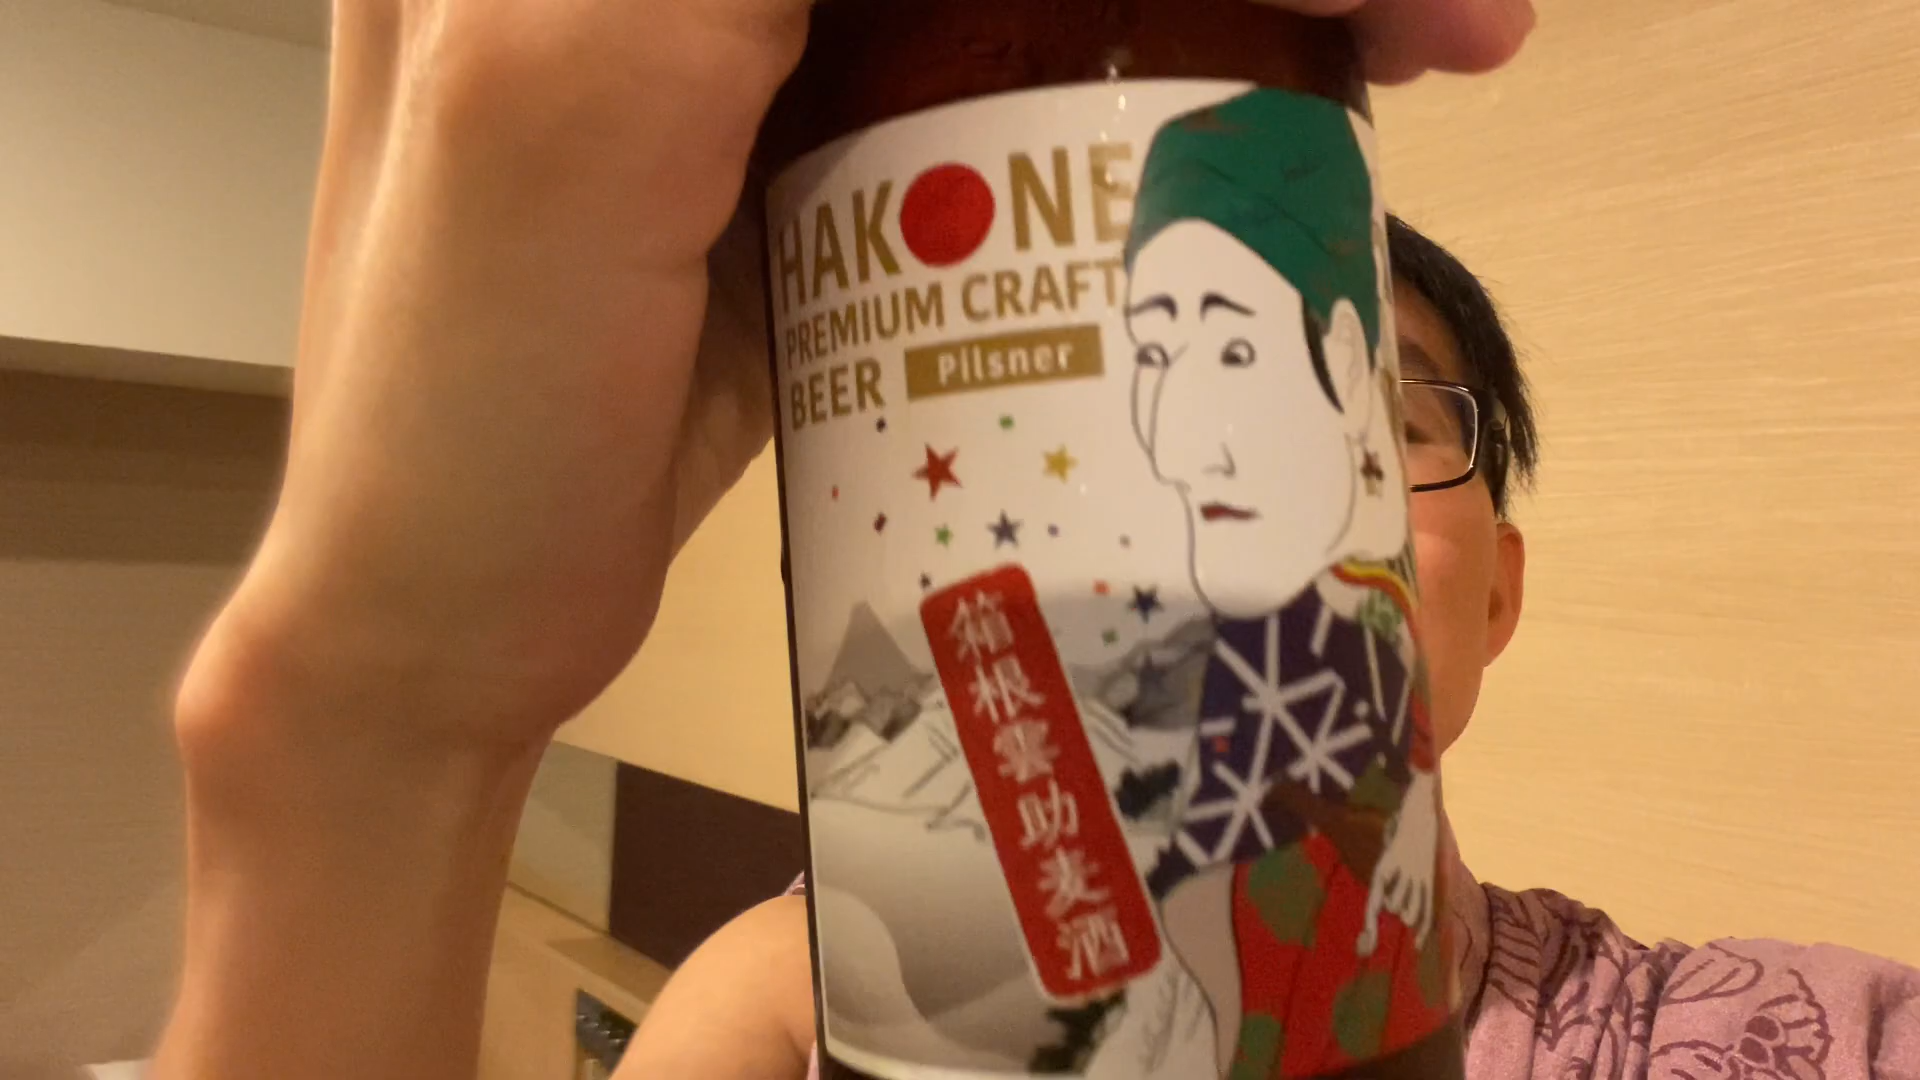 HAKONE
PREMIUM CRAFT
BEER
Pilsner
箱根雲助麦酒